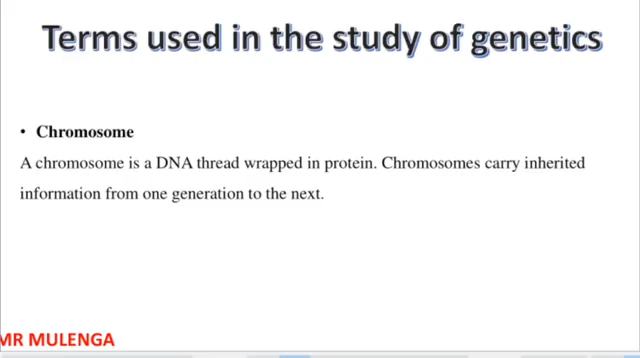 Terms used in the study of genetics
• Chromosome
A chromosome is a DNA thread wrapped in protein. Chromosomes carry inherited
information from one generation to the next.
MR MULENGA